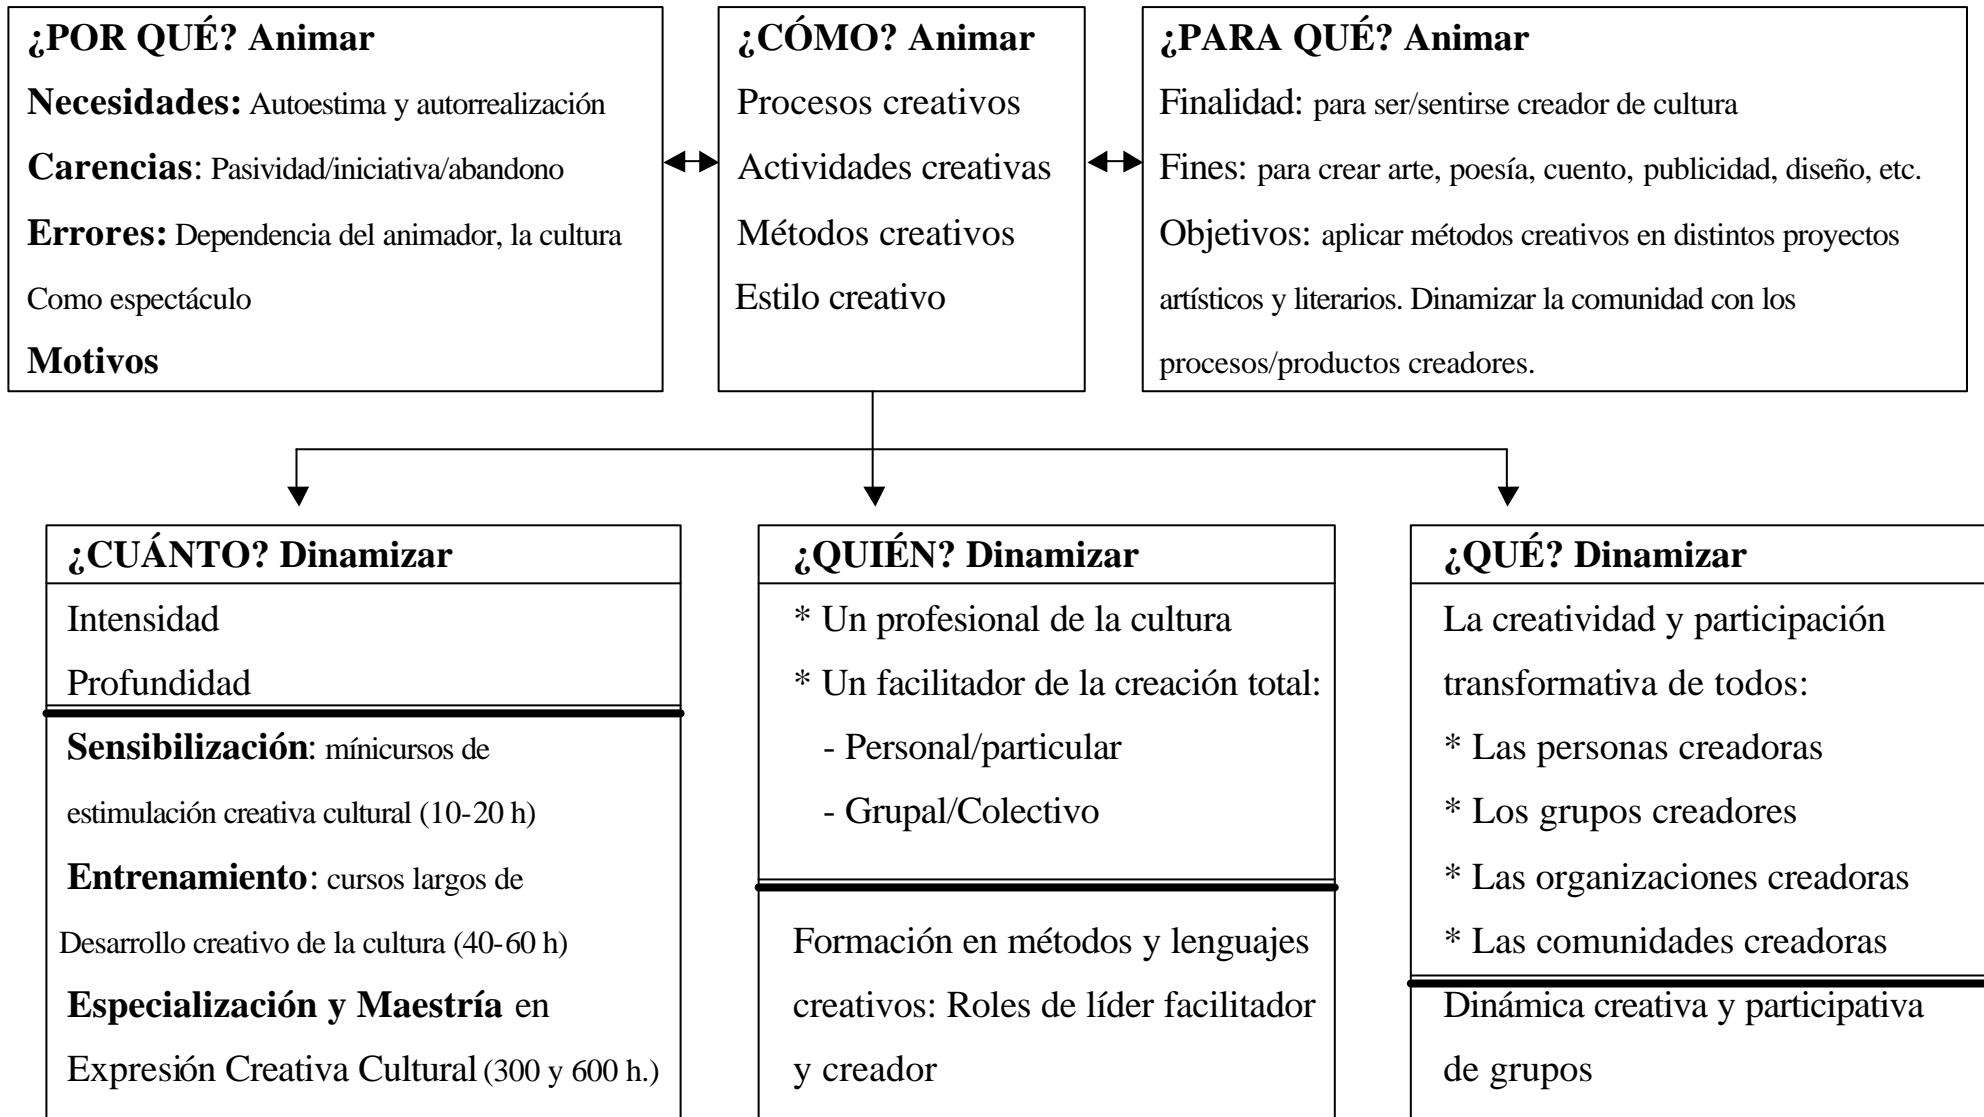 ¿POR QUÉ? Animar
Necesidades: Autoestima y autorrealización
Carencias: Pasividad/iniciativa/abandono
Errores: Dependencia del animador, la cultura
Como espectáculo
Motivos
¿CÓMO? Animar
Procesos creativos
Actividades creativas
Métodos creativos
Estilo creativo
¿PARA QUÉ? Animar
Finalidad: para ser/sentirse creador de cultura
Fines: para crear arte, poesía, cuento, publicidad, diseño, etc.
Objetivos: aplicar métodos creativos en distintos proyectos
artísticos y literarios. Dinamizar la comunidad con los
procesos/productos creadores.
¿CUÁNTO? Dinamizar
Intensidad
Profundidad
Sensibilización: mínicursos de
estimulación creativa cultural (10-20 h)
Entrenamiento: cursos largos de
Desarrollo creativo de la cultura (40-60 h)
Especialización y Maestría en
Expresión Creativa Cultural (300 y 600 h.)
¿QUIÉN? Dinamizar
* Un profesional de la cultura
* Un facilitador de la creación total:
- Personal/particular
- Grupal/Colectivo
Formación en métodos y lenguajes
creativos: Roles de líder facilitador
y creador
¿QUÉ? Dinamizar
La creatividad y participación
transformativa de todos:
* Las personas creadoras
* Los grupos creadores
* Las organizaciones creadoras
* Las comunidades creadoras
Dinámica creativa y participativa
de grupos